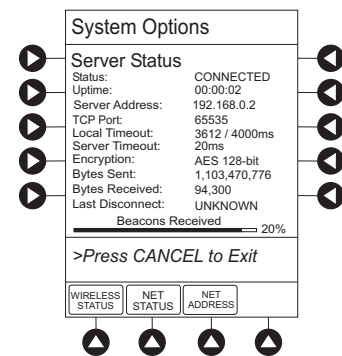 System Options
Server Status
Status: CONNECTED
Uptime: 00:00:02
Server Address: 192.168.0.2
TCP Port: 65535
Local Timeout: 3612 / 4000ms
Server Timeout: 20ms
Encryption: AES 128-bit
Bytes Sent: 1,103,470,776
Bytes Received: 94,300
Last Disconnect: UNKNOWN
Beacons Received
20%
>Press CANCEL to Exit
WIRELESS
STATUS
NET
STATUS
NET
ADDRESS